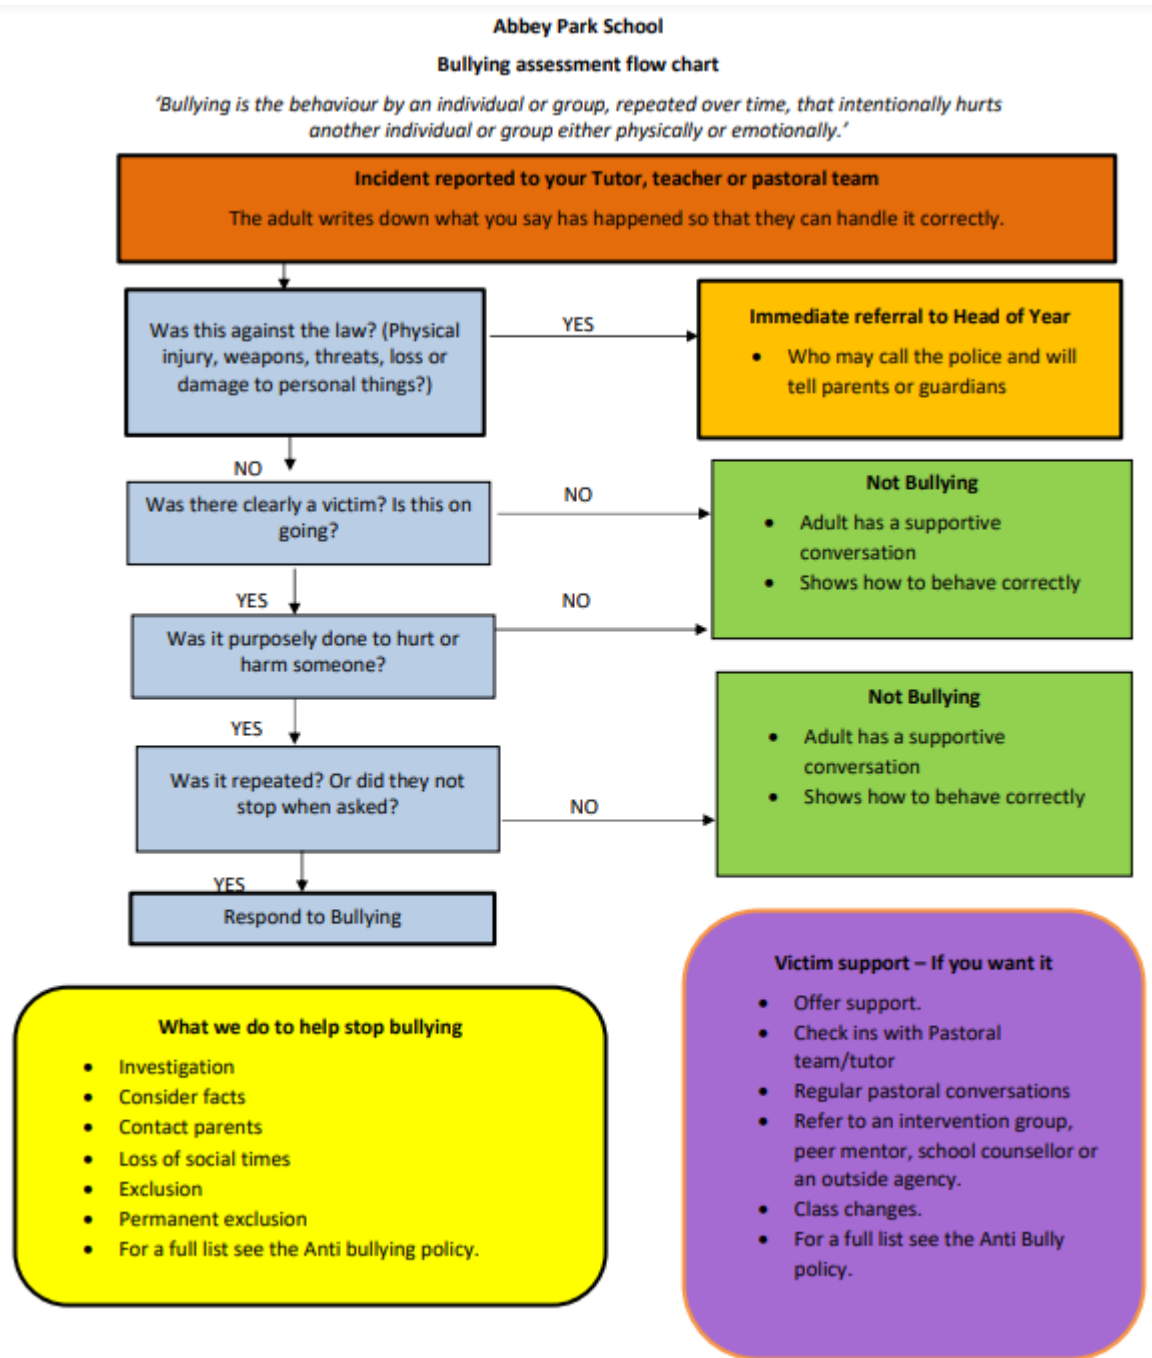 Abbey Park School
Bullying assessment flow chart
‘Bullying is the behaviour by an individual or group, repeated over time, that intentionally hurts
another individual or group either physically or emotionally.’
Incident reported to your Tutor, teacher or pastoral team
The adult writes down what you say has happened so that they can handle it correctly.
Was this against the law? (Physical
injury, weapons, threats, loss or
damage to personal things?)
YES
Immediate referral to Head of Year
• Who may call the police and will
tell parents or guardians
NO
Was there clearly a victim? Is this on
going?
NO
Not Bullying
• Adult has a supportive
conversation
• Shows how to behave correctly
YES
NO
Was it purposely done to hurt or
harm someone?
YES
Was it repeated? Or did they not
stop when asked?
NO
Not Bullying
• Adult has a supportive
conversation
• Shows how to behave correctly
YES
Respond to Bullying
What we do to help stop bullying
• Investigation
• Consider facts
• Contact parents
• Loss of social times
• Exclusion
• Permanent exclusion
• For a full list see the Anti bullying policy.
Victim support – If you want it
• Offer support.
• Check ins with Pastoral
team/tutor
• Regular pastoral conversations
• Refer to an intervention group,
peer mentor, school counsellor or
an outside agency.
• Class changes.
• For a full list see the Anti Bully
policy.